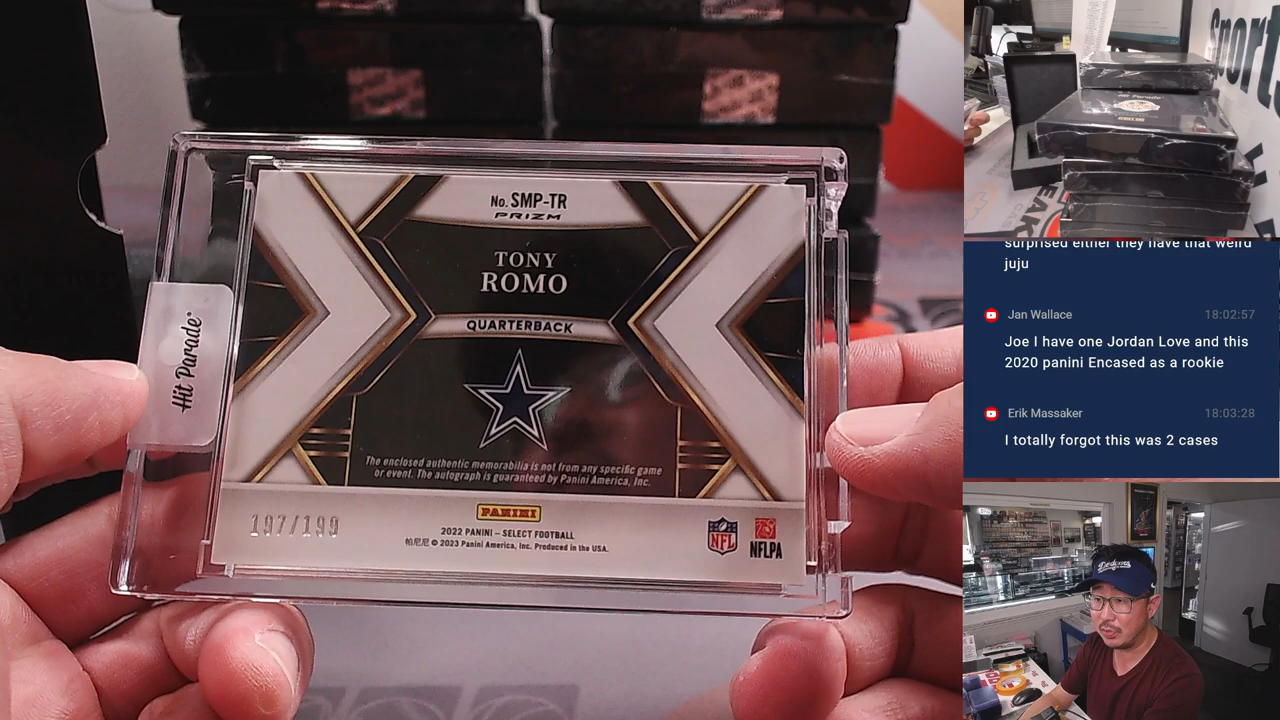 No. SMP-TR
PRIZM
TONY
ROMO
QUARTERBACK
The enclosed authentic memorabilia is not from any specific game
or event. The autograph is guaranteed by Panini America, Inc.
PANINI
197/199
2022 PANINI – SELECT FOOTBALL
帕尼尼 © 2023 Panini America, Inc. Produced in the USA.
NFL
NFLPA
Hit Parade
Sports
Hit Parade
surprised either they have that weird
juju
Jan Wallace 18:02:57
Joe I have one Jordan Love and this
2020 panini Encased as a rookie
Erik Massaker 18:03:28
I totally forgot this was 2 cases
Dodgers